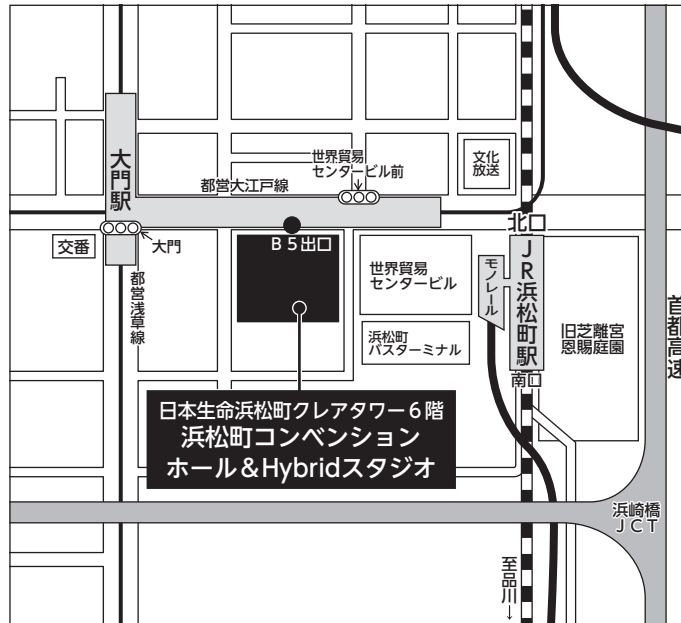 世界貿易
センタービル前
文化
放送
大門駅
都営大江戸線
北口
交番
大門
B5出口
都営浅草線
世界貿易
センタービル
モノレール
JR浜松町駅
旧芝離宮
恩賜庭園
首都高速
浜松町
バスターミナル
南口
日本生命浜松町クレアタワー6階
浜松町コンベンション
ホール&Hybridスタジオ
浜崎橋
JCT
至品川→